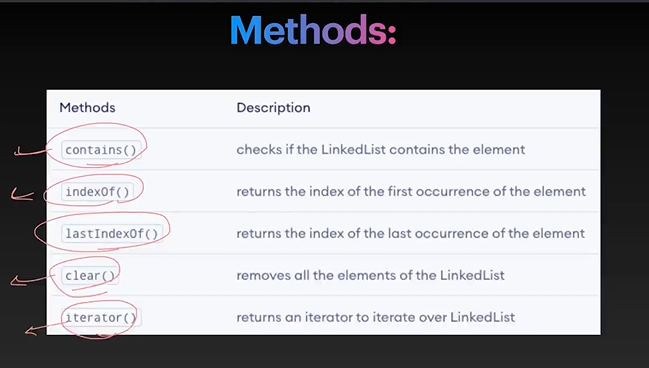 Methods:
Methods Description
contains() checks if the LinkedList contains the element
indexOf() returns the index of the first occurrence of the element
lastIndexOf() returns the index of the last occurrence of the element
clear() removes all the elements of the LinkedList
iterator() returns an iterator to iterate over LinkedList